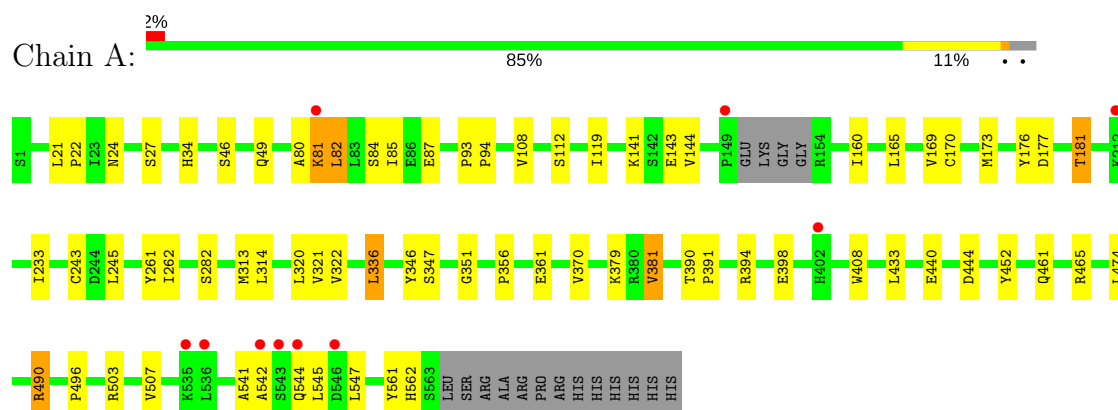 2%
Chain A:
85% 11% • •
S1 L21 P22 I23 N24 S27 H34 S46 Q49 A80 K81 L82 L83 S84 I85 E86 E87 P93 P94 V108 S112 I119 K141 S142 E143 V144 P149 GLU LYS GLY GLY R154 I160 L165 V169 C170 M173 Y176 D177 T181 K212
I233 C243 D244 L245 Y261 I262 S282 M313 L314 L320 V321 V322 L336 Y346 S347 G351 P356 E361 V370 K379 R380 V381 T390 P391 R394 E398 H402 W408 L433 E440 D444 Y452 Q461 R465 L474
R490 P496 R503 V507 K535 L536 A541 A542 S543 Q544 L545 D546 L547 Y561 H562 S563 LEU SER ARG ALA ARG PRO ARG HIS HIS HIS HIS HIS HIS